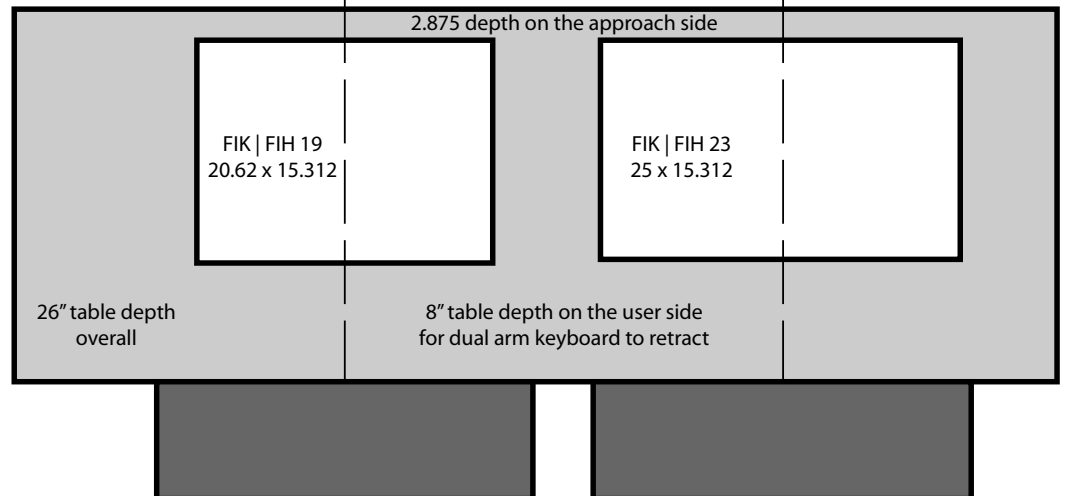 2.875 depth on the approach side
FIK | FIH 19
20.62 x 15.312
FIK | FIH 23
25 x 15.312
26” table depth
overall
8” table depth on the user side
for dual arm keyboard to retract